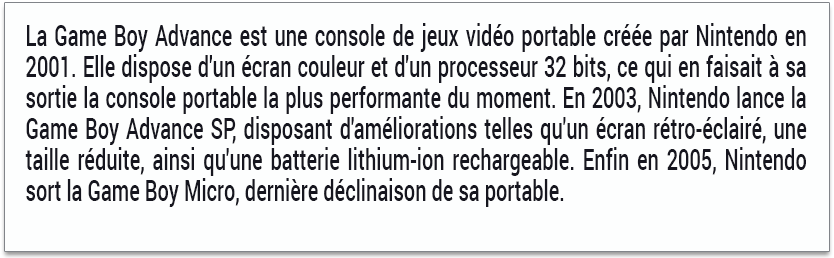 La Game Boy Advance est une console de jeux vidéo portable créée par Nintendo en
2001. Elle dispose d'un écran couleur et d'un processeur 32 bits, ce qui en faisait à sa
sortie la console portable la plus performante du moment. En 2003, Nintendo lance la
Game Boy Advance SP, disposant d'améliorations telles qu'un écran rétro-éclairé, une
taille réduite, ainsi qu'une batterie lithium-ion rechargeable. Enfin en 2005, Nintendo
sort la Game Boy Micro, dernière déclinaison de sa portable.